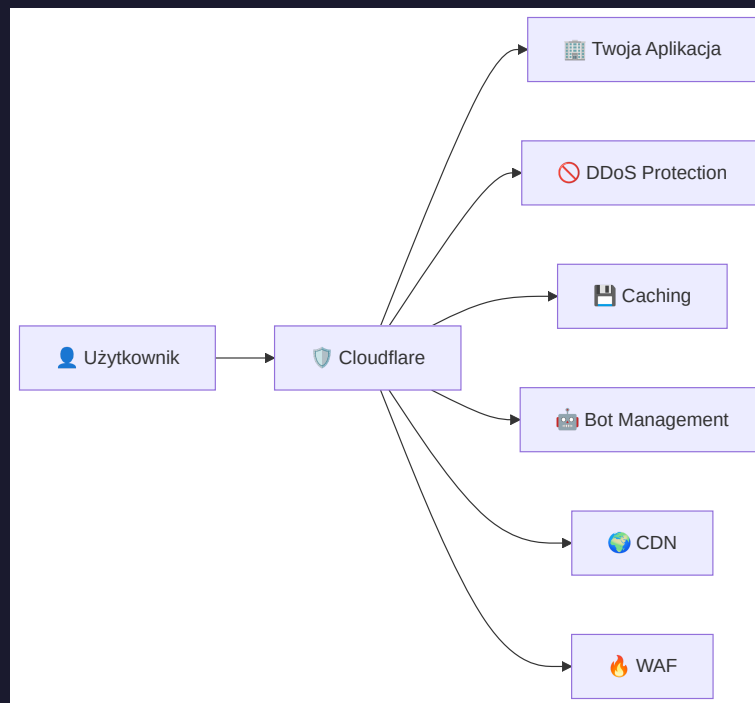 Twoja Aplikacja
DDoS Protection
Caching
Użytkownik
Cloudflare
Bot Management
CDN
WAF